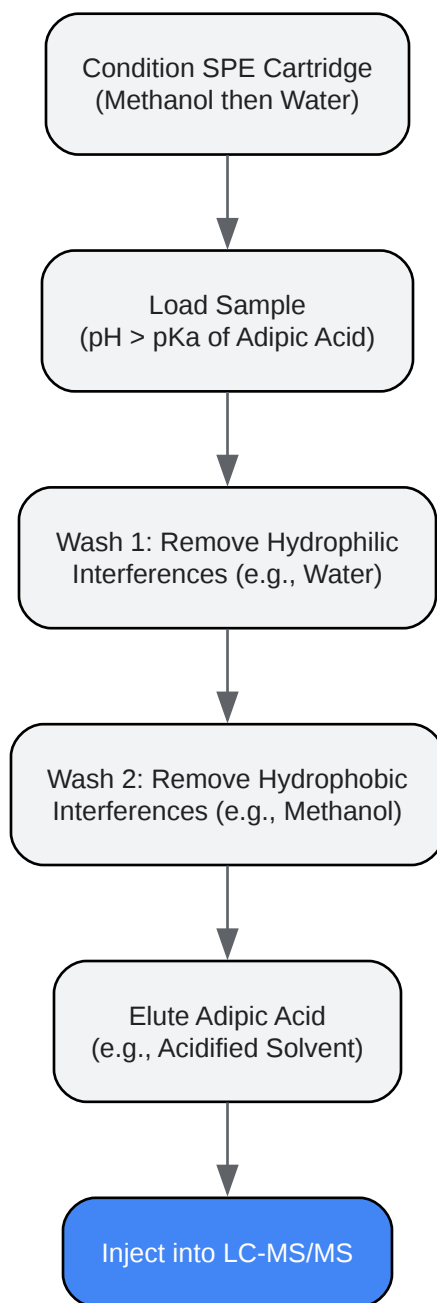 Condition SPE Cartridge
(Methanol then Water)
Load Sample
(pH > pKa of Adipic Acid)
Wash 1: Remove Hydrophilic
Interferences (e.g., Water)
Wash 2: Remove Hydrophobic
Interferences (e.g., Methanol)
Elute Adipic Acid
(e.g., Acidified Solvent)
Inject into LC-MS/MS